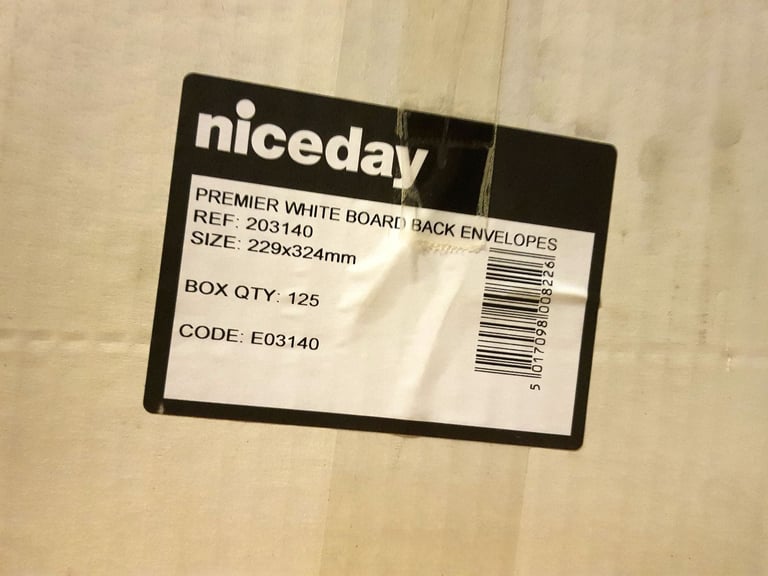 niceday
PREMIER WHITE BOARD BACK ENVELOPES
REF: 203140
SIZE: 229x324mm
BOX QTY: 125
CODE: E03140
5 017098 008226